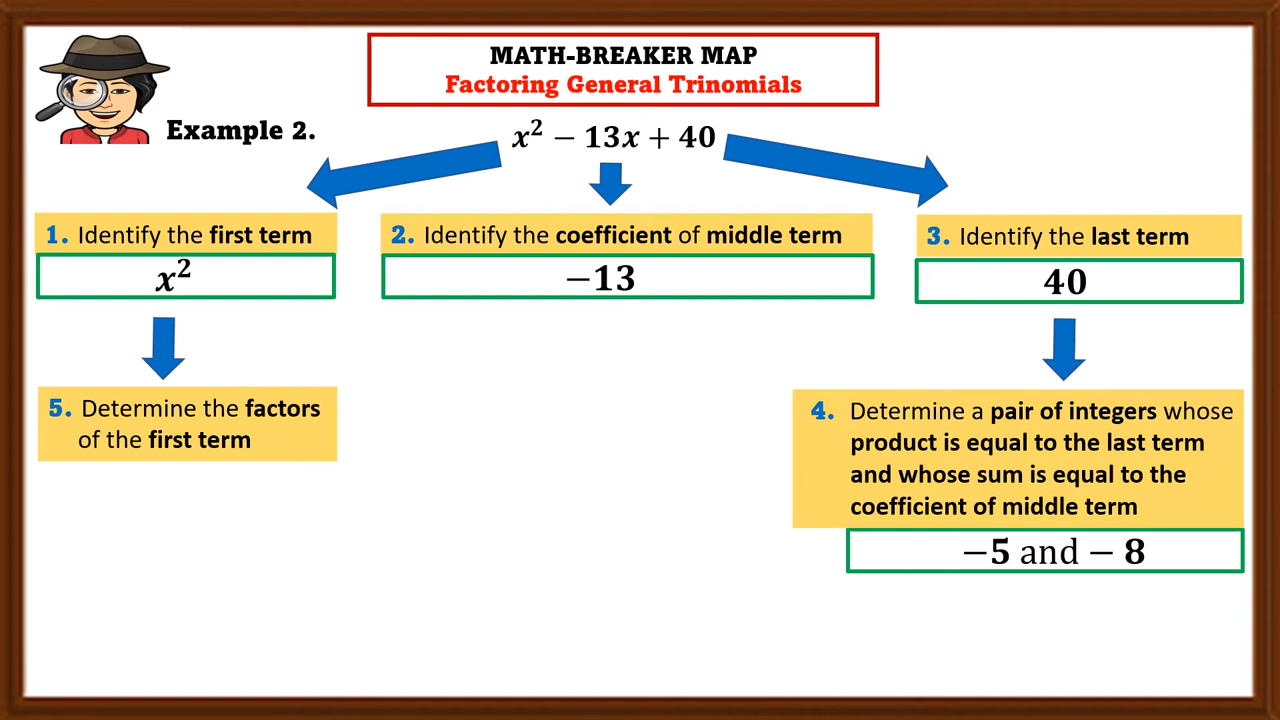 MATH-BREAKER MAP
Factoring General Trinomials
Example 2.
x² − 13x + 40
1. Identify the first term
x²
2. Identify the coefficient of middle term
−13
3. Identify the last term
40
5. Determine the factors
of the first term
4. Determine a pair of integers whose
product is equal to the last term
and whose sum is equal to the
coefficient of middle term
−5 and − 8